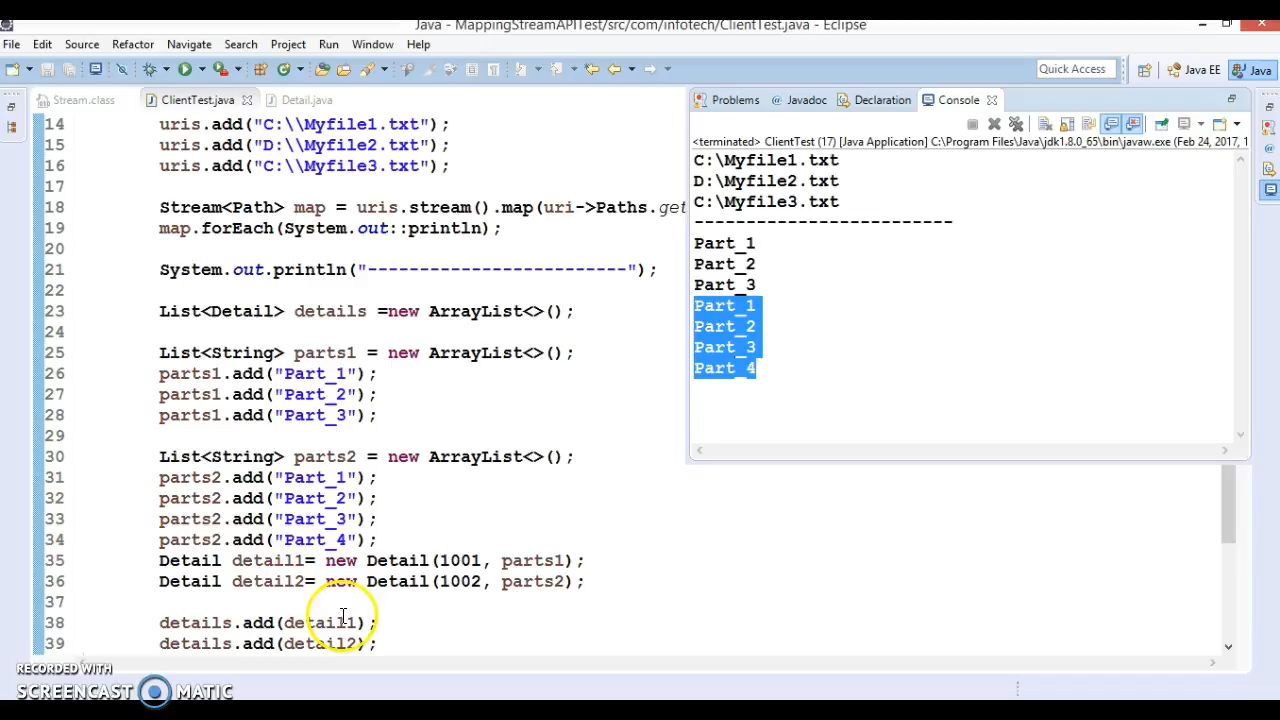 Java - MappingStreamAPITest/src/com/infotech/ClientTest.java - Eclipse
File Edit Source Refactor Navigate Search Project Run Window Help
Quick Access Java EE Java
Stream.class ClientTest.java Detail.java
14 uris.add("C:\\Myfile1.txt");
15 uris.add("D:\\Myfile2.txt");
16 uris.add("C:\\Myfile3.txt");
17
18 Stream<Path> map = uris.stream().map(uri->Paths.get
19 map.forEach(System.out::println);
20
21 System.out.println("-------------------------");
22
23 List<Detail> details =new ArrayList<>();
24
25 List<String> parts1 = new ArrayList<>();
26 parts1.add("Part_1");
27 parts1.add("Part_2");
28 parts1.add("Part_3");
29
30 List<String> parts2 = new ArrayList<>();
31 parts2.add("Part_1");
32 parts2.add("Part_2");
33 parts2.add("Part_3");
34 parts2.add("Part_4");
35 Detail detail1= new Detail(1001, parts1);
36 Detail detail2= new Detail(1002, parts2);
37
38 details.add(detail1);
39 details.add(detail2);
Problems Javadoc Declaration Console
<terminated> ClientTest (17) [Java Application] C:\Program Files\Java\jdk1.8.0_65\bin\javaw.exe (Feb 24, 2017, 1
C:\Myfile1.txt
D:\Myfile2.txt
C:\Myfile3.txt
-------------------------
Part_1
Part_2
Part_3
Part_1
Part_2
Part_3
Part_4
RECORDED WITH
SCREENCAST MATIC